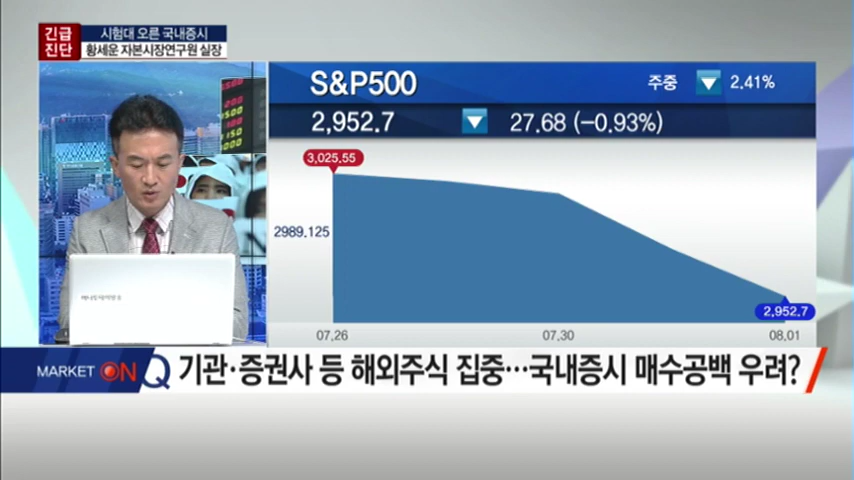 긴급
진단
시험대 오른 국내증시
황세운 자본시장연구원 실장
S&P500
주중 ▼ 2.41%
2,952.7 ▼ 27.68 (-0.93%)
3,025.55
2989.125
2,952.7
07.26 07.30 08.01
MARKET ON
Q 기관·증권사 등 해외주식 집중…국내증시 매수공백 우려?